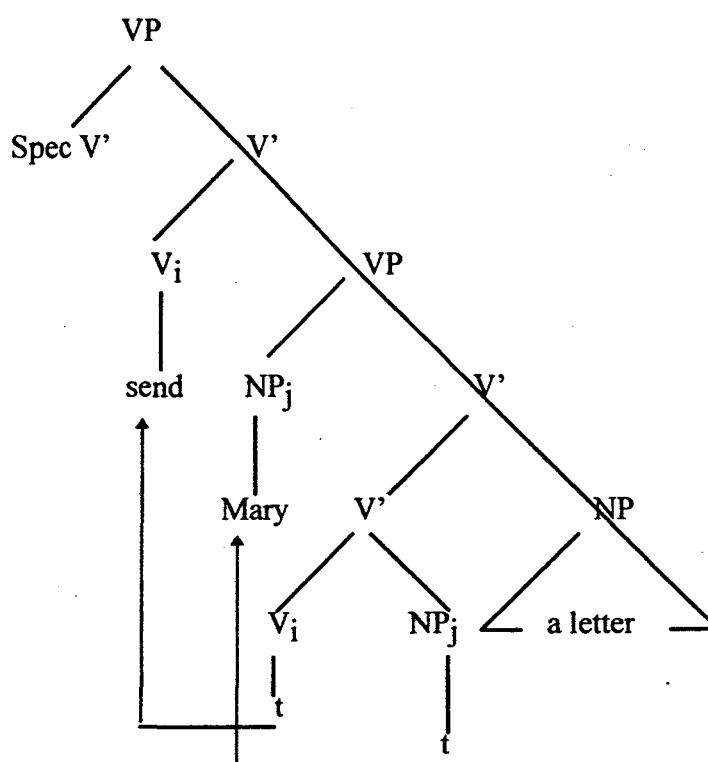 VP
Spec V’ V’
Vi VP
send NPj V’
Mary V’ NP
Vi NPj a letter
t
t